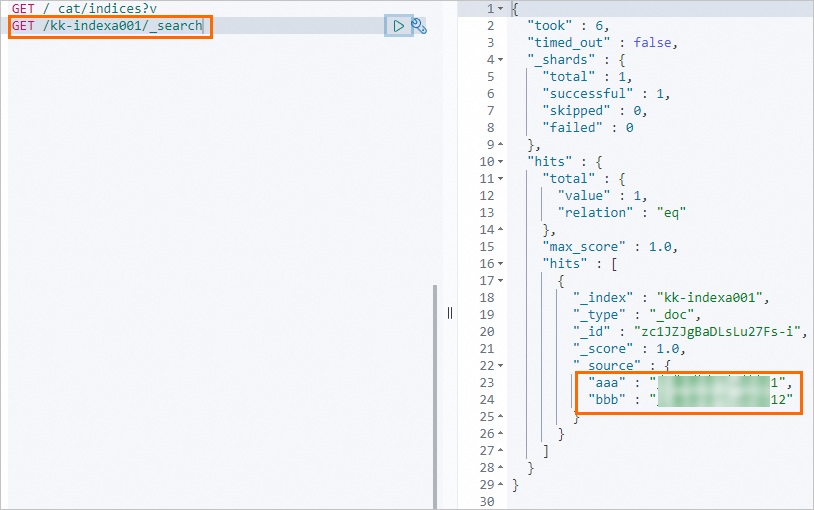 GET /_cat/indices?v
GET /kk-indexa001/_search
1 {
2 "took" : 6,
3 "timed_out" : false,
4 "_shards" : {
5 "total" : 1,
6 "successful" : 1,
7 "skipped" : 0,
8 "failed" : 0
9 },
10 "hits" : {
11 "total" : {
12 "value" : 1,
13 "relation" : "eq"
14 },
15 "max_score" : 1.0,
16 "hits" : [
17 {
18 "_index" : "kk-indexa001",
19 "_type" : "_doc",
20 "_id" : "zc1JZJgBaDLsLu27Fs-i",
21 "_score" : 1.0,
22 "_source" : {
23 "aaa" : " 1",
24 "bbb" : " 12"
25 }
26 }
27 ]
28 }
29 }
30